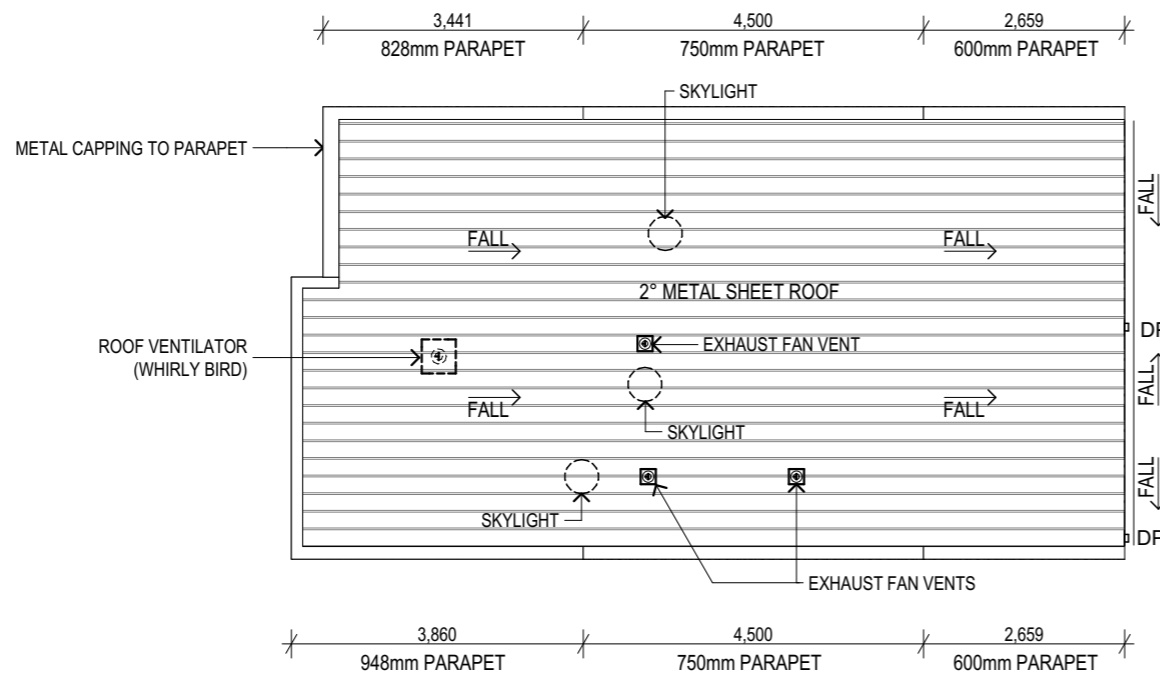 3,441
4,500
2,659
828mm PARAPET
750mm PARAPET
600mm PARAPET
SKYLIGHT
METAL CAPPING TO PARAPET
FALL
FALL
FALL
2° METAL SHEET ROOF
DP
ROOF VENTILATOR
(WHIRLY BIRD)
EXHAUST FAN VENT
FALL
FALL
FALL
SKYLIGHT
FALL
SKYLIGHT
DP
EXHAUST FAN VENTS
3,860
4,500
2,659
948mm PARAPET
750mm PARAPET
600mm PARAPET